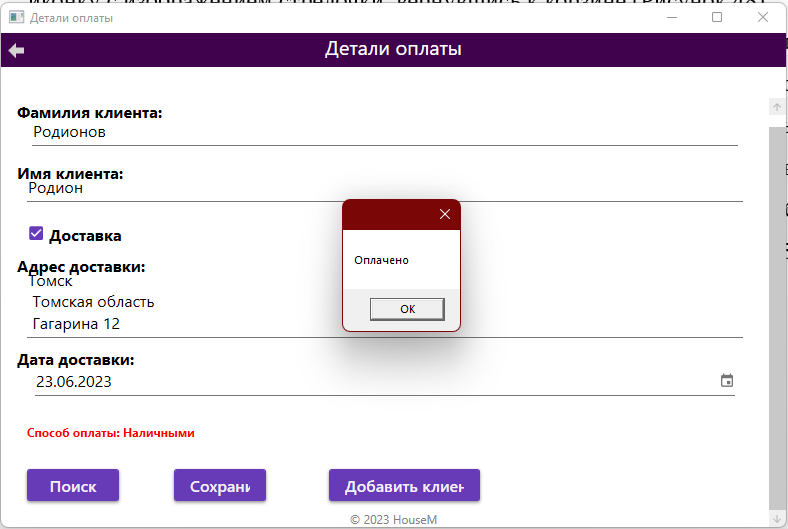 Детали оплаты
Детали оплаты
Фамилия клиента:
Родионов
Имя клиента:
Родион
Доставка
Адрес доставки:
Томск
Томская область
Гагарина 12
Оплачено
OK
Дата доставки:
23.06.2023
Способ оплаты: Наличными
Поиск
Сохрани
Добавить клиен
© 2023 HouseM